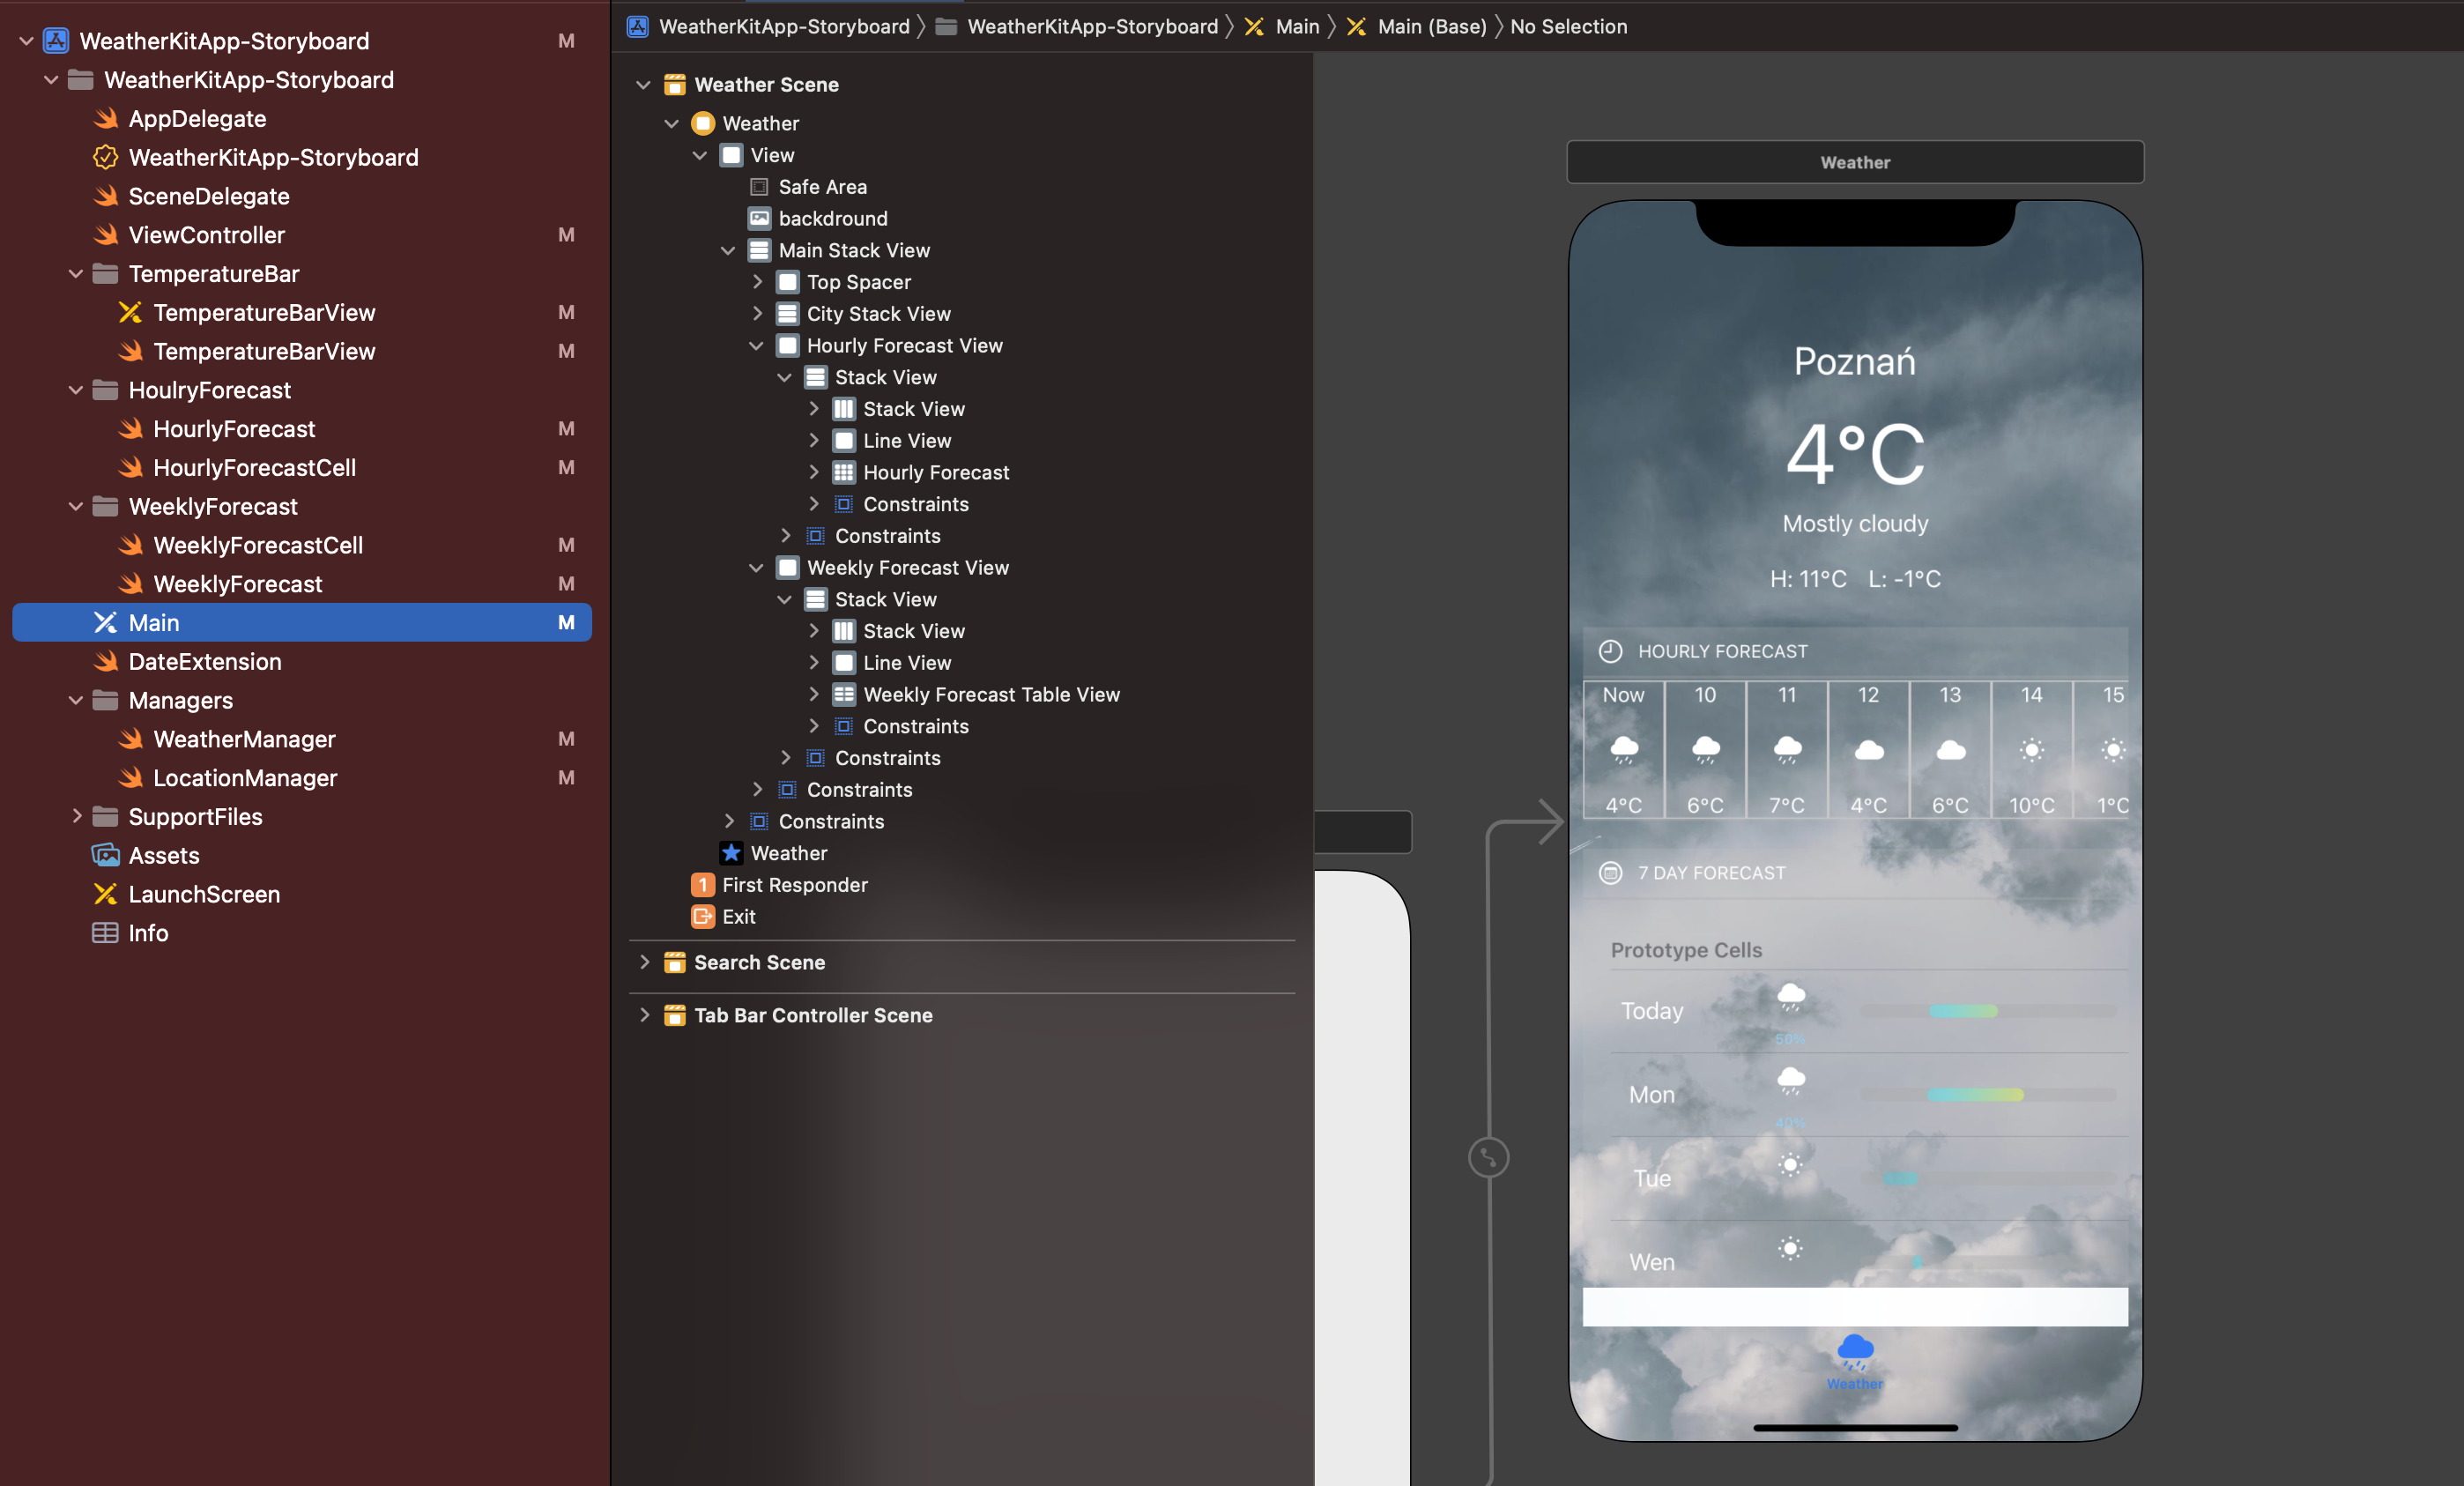 WeatherKitApp-Storyboard M
WeatherKitApp-Storyboard
AppDelegate
WeatherKitApp-Storyboard
SceneDelegate
ViewController M
TemperatureBar
TemperatureBarView M
TemperatureBarView M
HoulryForecast
HourlyForecast M
HourlyForecastCell M
WeeklyForecast
WeeklyForecastCell M
WeeklyForecast M
Main M
DateExtension
Managers
WeatherManager M
LocationManager M
SupportFiles
Assets
LaunchScreen
Info
WeatherKitApp-Storyboard WeatherKitApp-Storyboard Main Main (Base) No Selection
Weather Scene
Weather
View
Safe Area
backdround
Main Stack View
Top Spacer
City Stack View
Hourly Forecast View
Stack View
Stack View
Line View
Hourly Forecast
Constraints
Constraints
Weekly Forecast View
Stack View
Stack View
Line View
Weekly Forecast Table View
Constraints
Constraints
Constraints
Constraints
Weather
1 First Responder
Exit
Search Scene
Tab Bar Controller Scene
Weather
Poznań
4°C
Mostly cloudy
H: 11°C L: -1°C
HOURLY FORECAST
Now 10 11 12 13 14 15
4°C 6°C 7°C 4°C 6°C 10°C 1°C
7 DAY FORECAST
Prototype Cells
Today
50%
Mon
40%
Tue
Wen
Weather